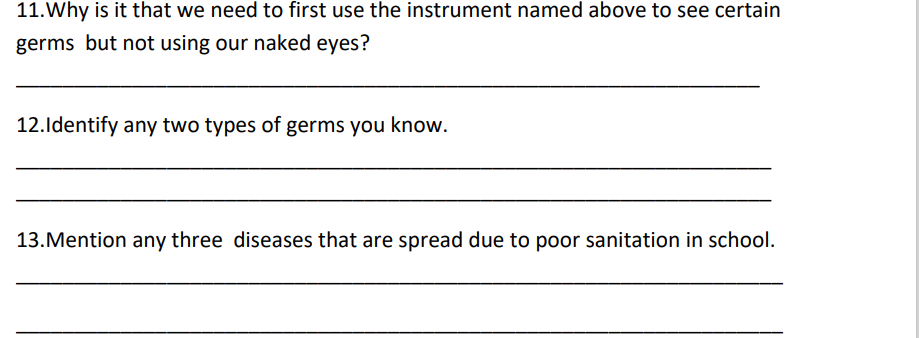 11.Why is it that we need to first use the instrument named above to see certain
germs  but not using our naked eyes?
12.Identify any two types of germs you know.
13.Mention any three  diseases that are spread due to poor sanitation in school.